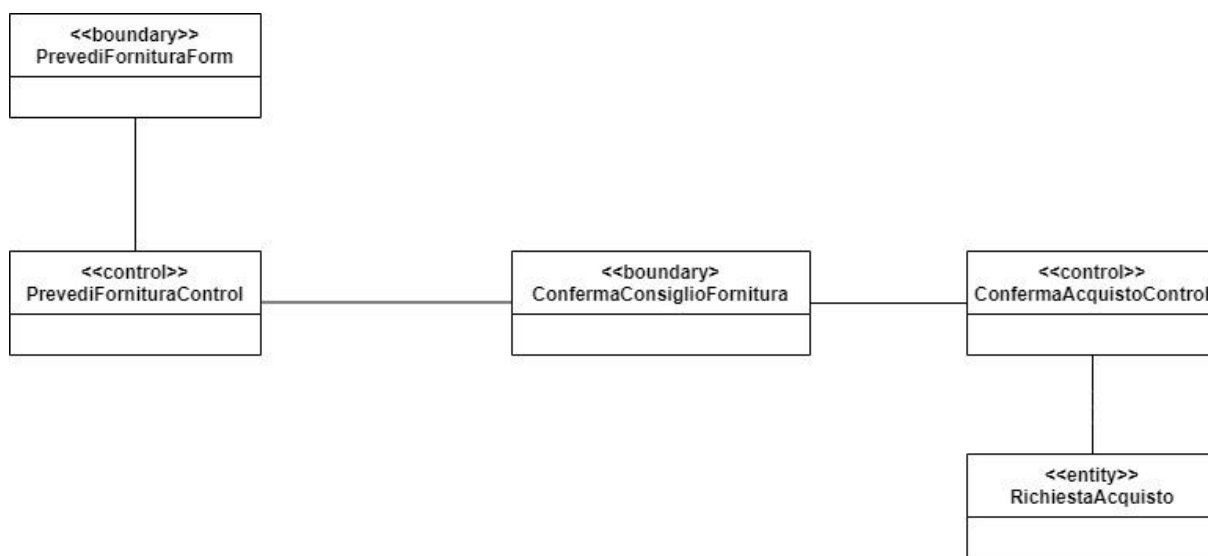 <<boundary>>
PrevediFornituraForm
<<control>>
PrevediFornituraControl
<<boundary>
ConfermaConsiglioFornitura
<<control>>
ConfermaAcquistoControl
<<entity>>
RichiestaAcquisto